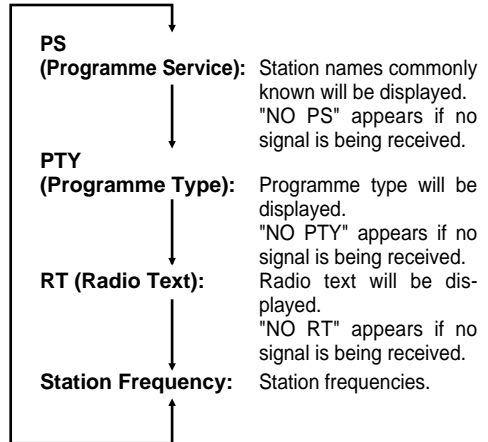 PS
(Programme Service): Station names commonly
known will be displayed.
"NO PS" appears if no
signal is being received.
PTY
(Programme Type): Programme type will be
displayed.
"NO PTY" appears if no
signal is being received.
RT (Radio Text): Radio text will be dis-
played.
"NO RT" appears if no
signal is being received.
Station Frequency: Station frequencies.